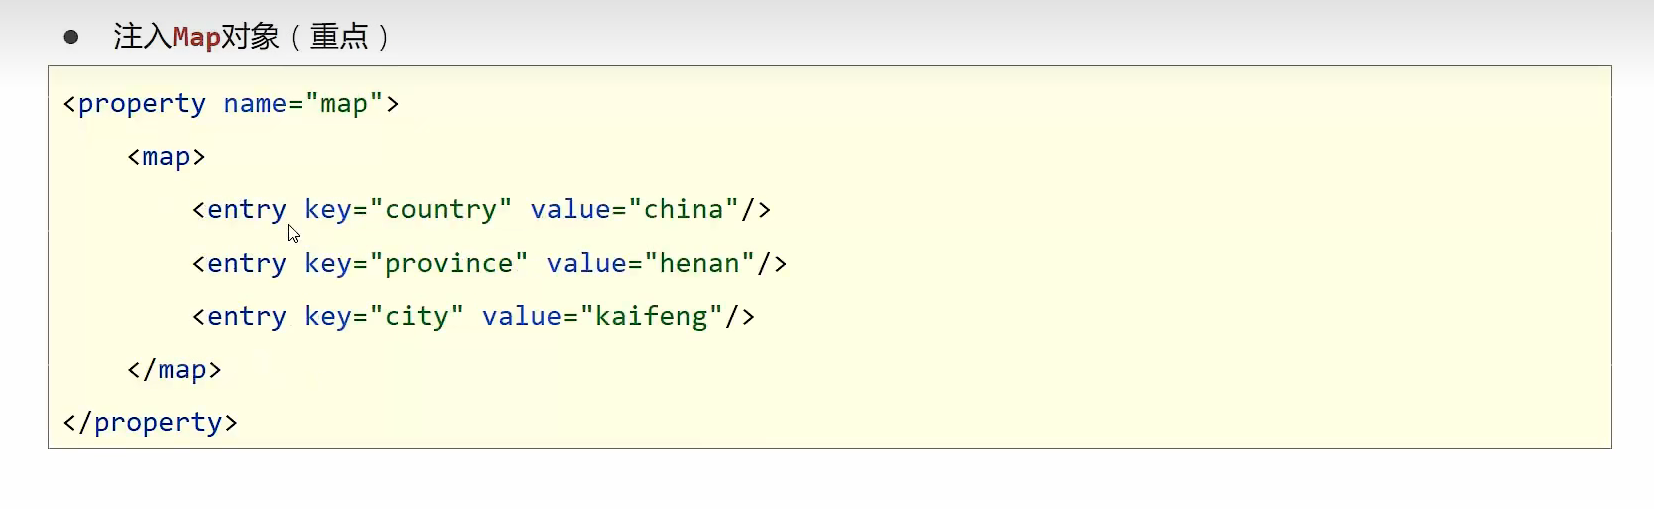 ● 注入Map对象（重点）
<property name="map">
    <map>
        <entry key="country" value="china"/>
        <entry key="province" value="henan"/>
        <entry key="city" value="kaifeng"/>
    </map>
</property>